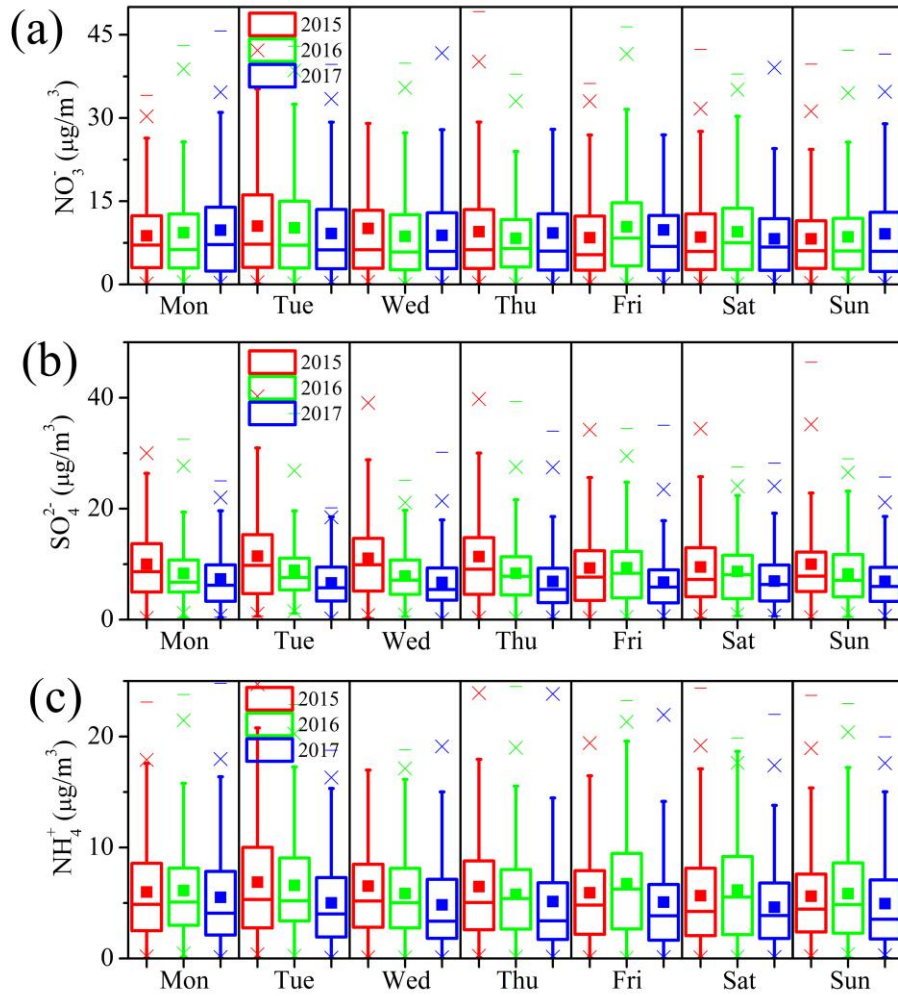 (a)
NO₃⁻ (μg/m³)
45
30
15
0
2015
2016
2017
Mon Tue Wed Thu Fri Sat Sun
(b)
SO₄²⁻ (μg/m³)
40
20
0
2015
2016
2017
Mon Tue Wed Thu Fri Sat Sun
(c)
NH₄⁺ (μg/m³)
20
10
0
2015
2016
2017
Mon Tue Wed Thu Fri Sat Sun